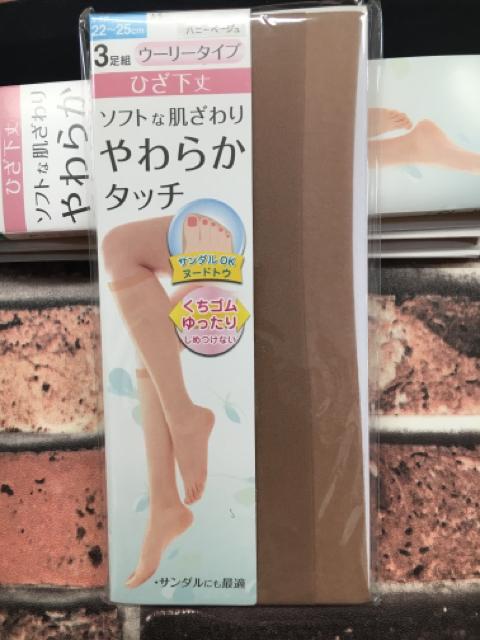 22～25cm
ハニーベージュ
3足組
ウーリータイプ
ひざ下丈
ソフトな肌ざわり
やわらか
タッチ
サンダルOK
ヌードトウ
くちゴム
ゆったり
しめつけない
・サンダルにも最適
ひざ下丈
ソフトな肌ざわり
やわらか